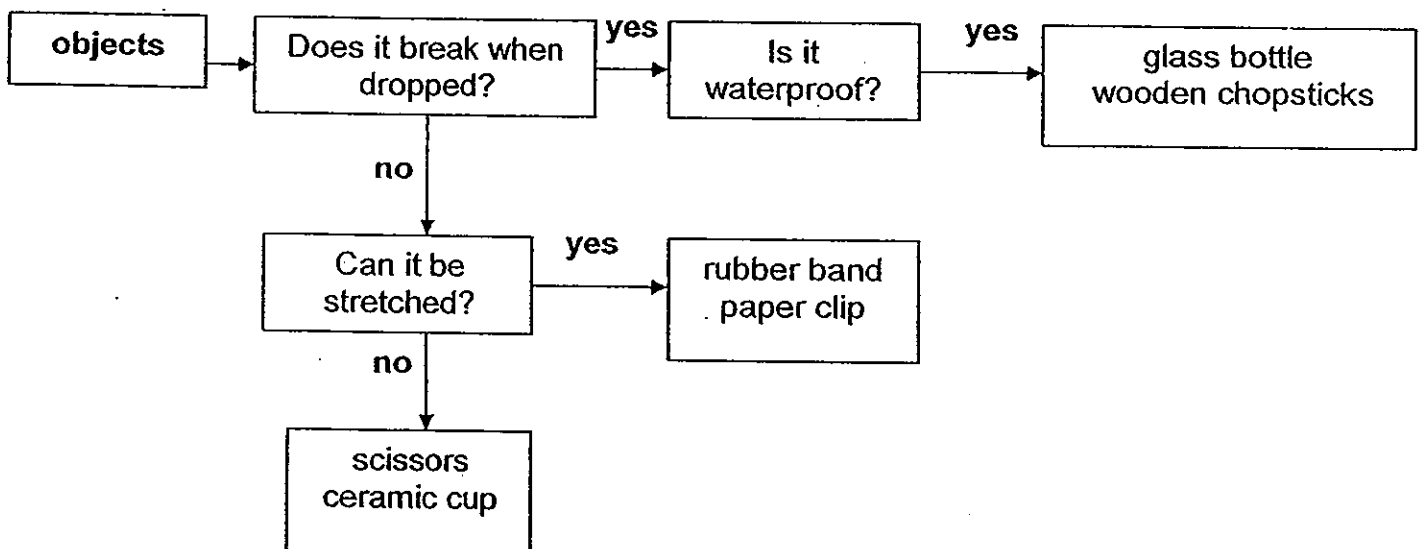 objects
Does it break when
dropped?
yes
Is it
waterproof?
yes
glass bottle
wooden chopsticks
no
Can it be
stretched?
yes
rubber band
paper clip
no
scissors
ceramic cup